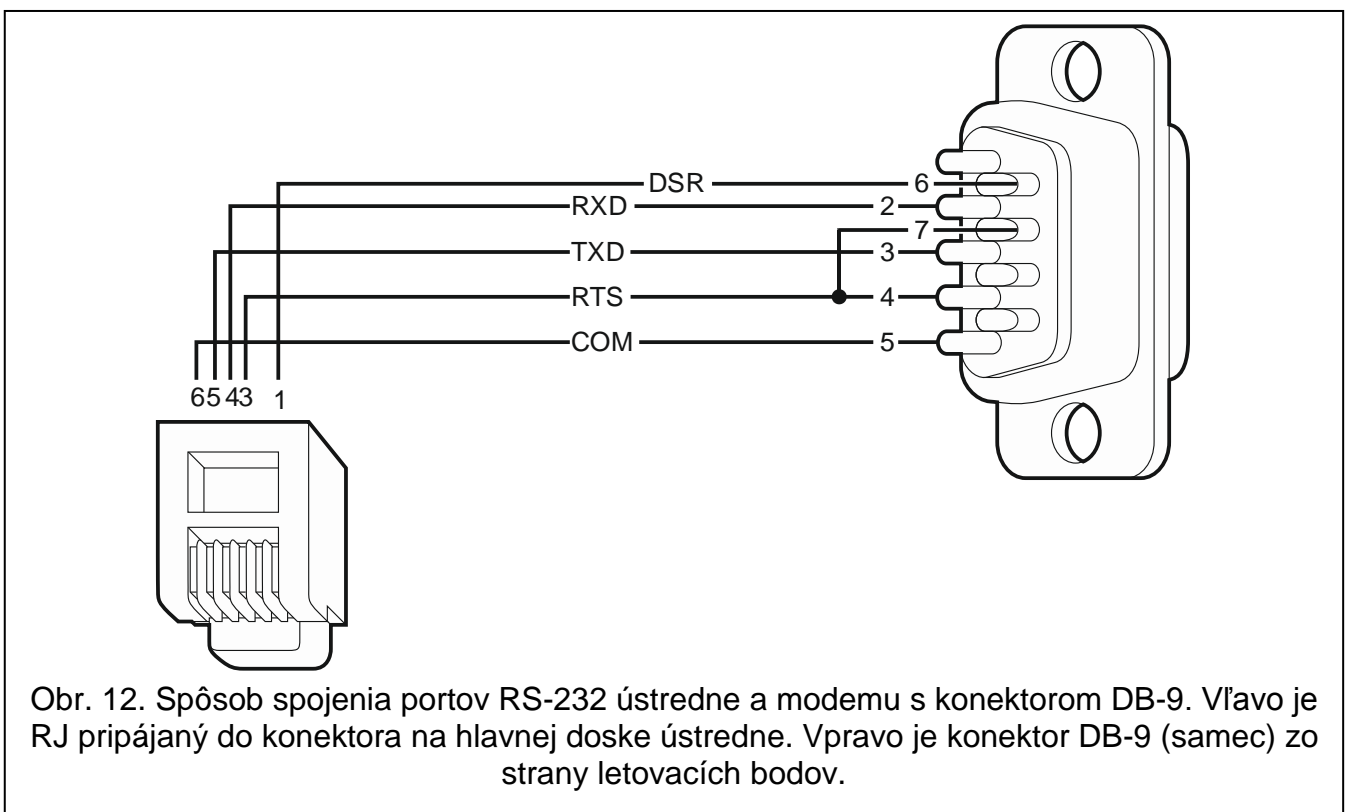 DSR 6
RXD 2
7
TXD 3
RTS 4
COM 5
6543 1
Obr. 12. Spôsob spojenia portov RS-232 ústredne a modemu s konektorom DB-9. Vľavo je
RJ pripájaný do konektora na hlavnej doske ústredne. Vpravo je konektor DB-9 (samec) zo
strany letovacích bodov.